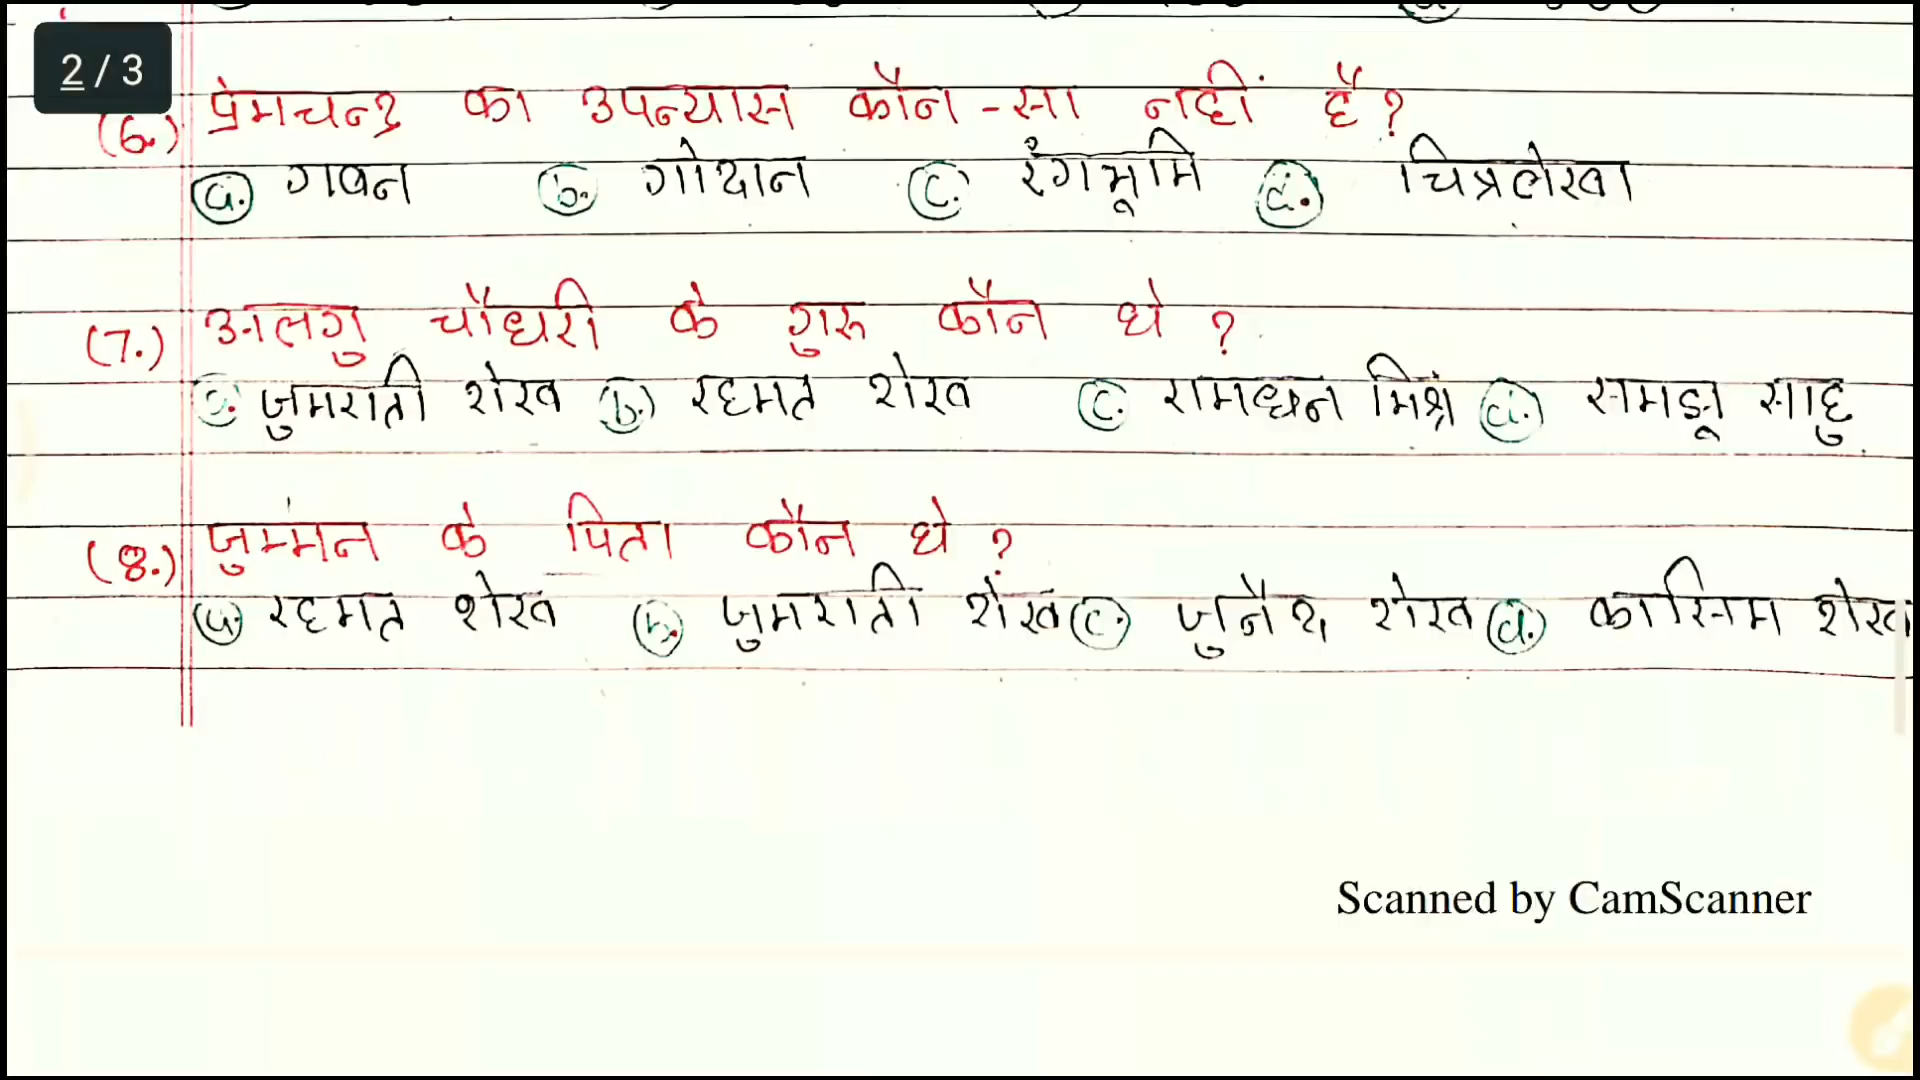 2 / 3
(6.) प्रेमचन्द्र का उपन्यास कौन-सा नहीं है?
a. गबन b. गोदान c. रंगभूमि d. चित्रलेखा
(7.) अलगु चौधरी के गुरू कौन थे ?
a. जुमराती शेख b. रहमत शेख c. रामधन मिश्र d. समझू साहु
(8.) जुम्मन के पिता कौन थे ?
a. रहमत शेख b. जुमराती शेख c. जुनैद शेख d. कासिम शेख
Scanned by CamScanner